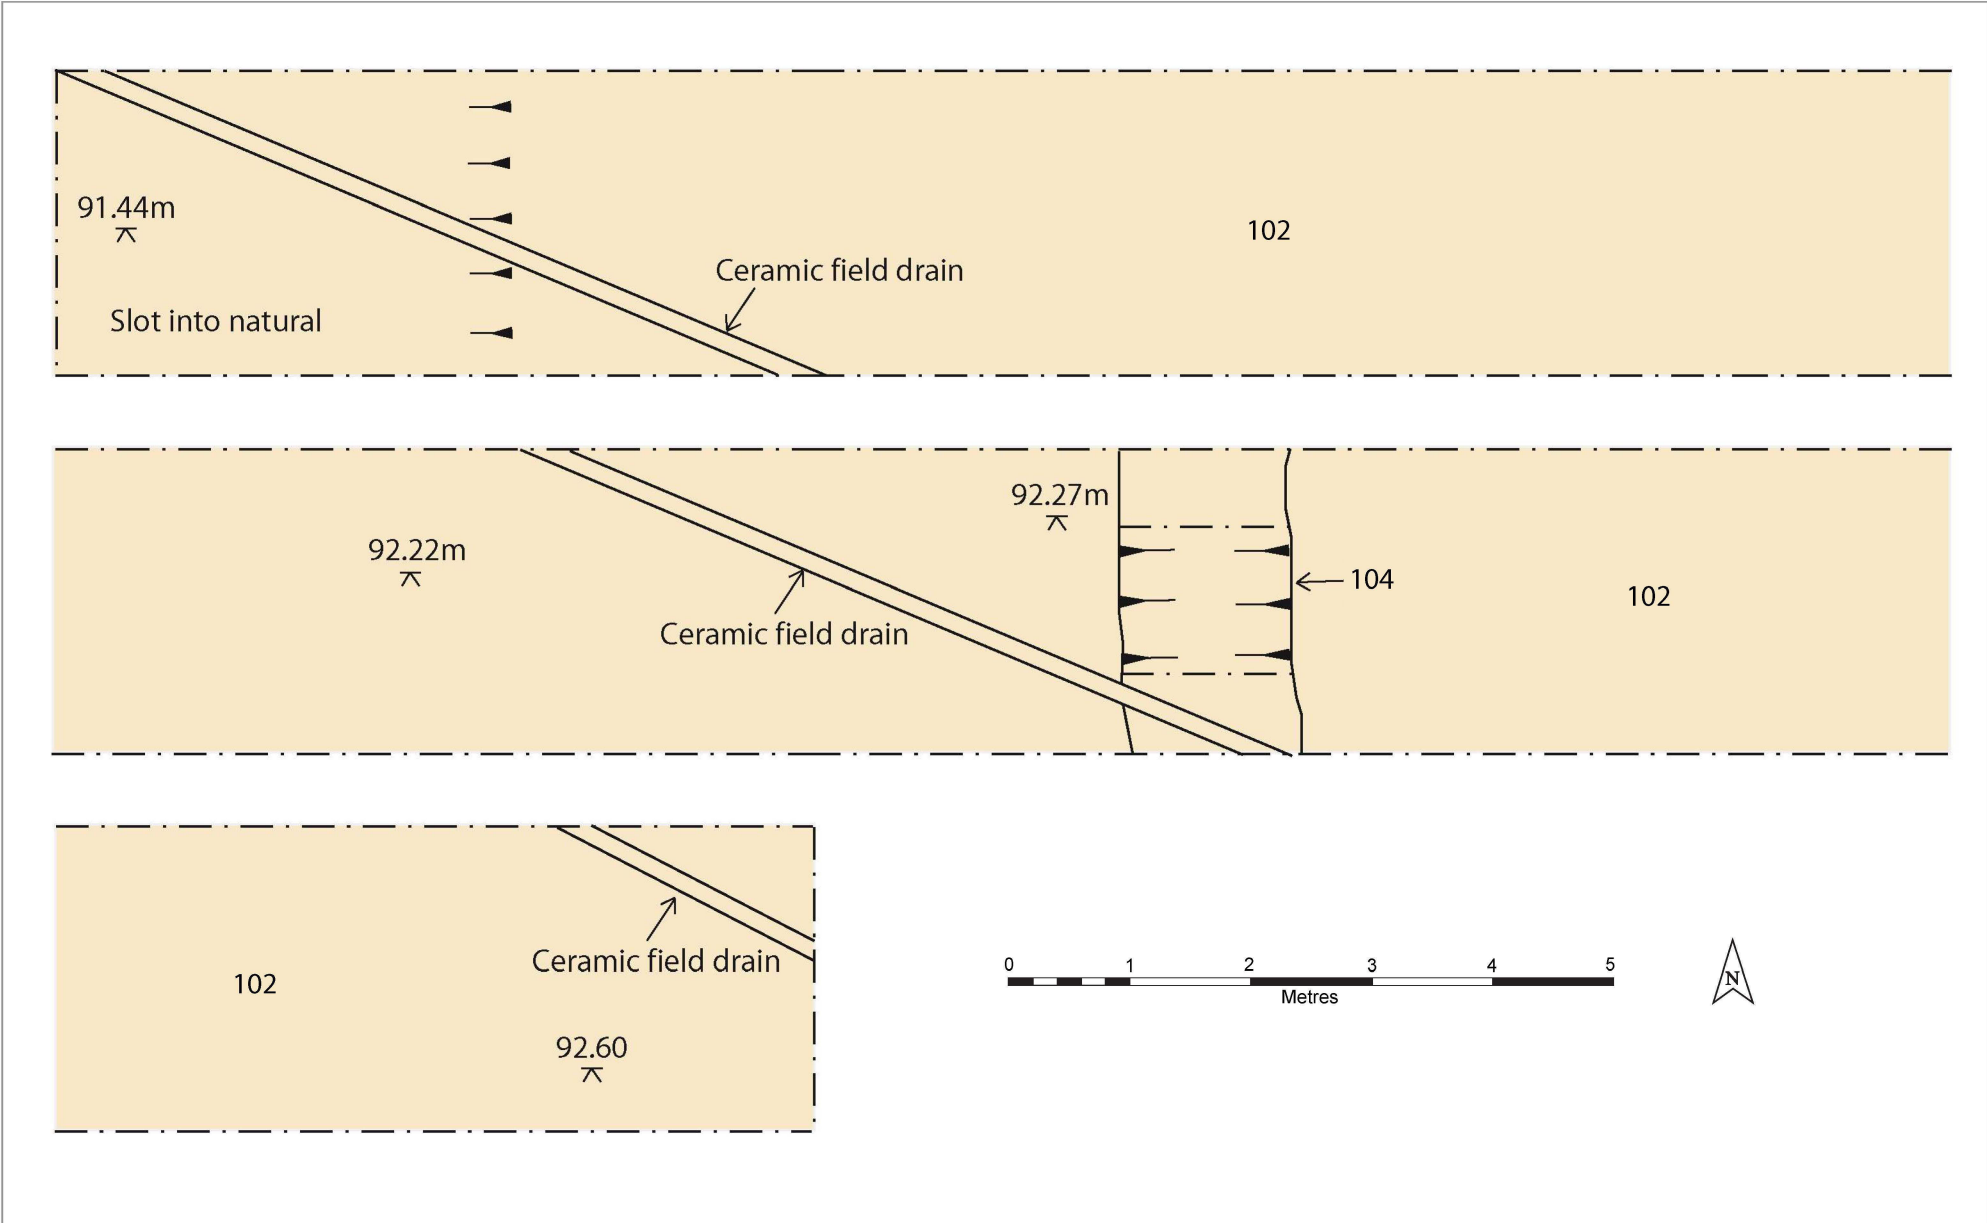 91.44m
102
Ceramic field drain
Slot into natural
92.27m
92.22m
104
102
Ceramic field drain
Ceramic field drain
102
92.60
0 1 2 3 4 5
Metres
N